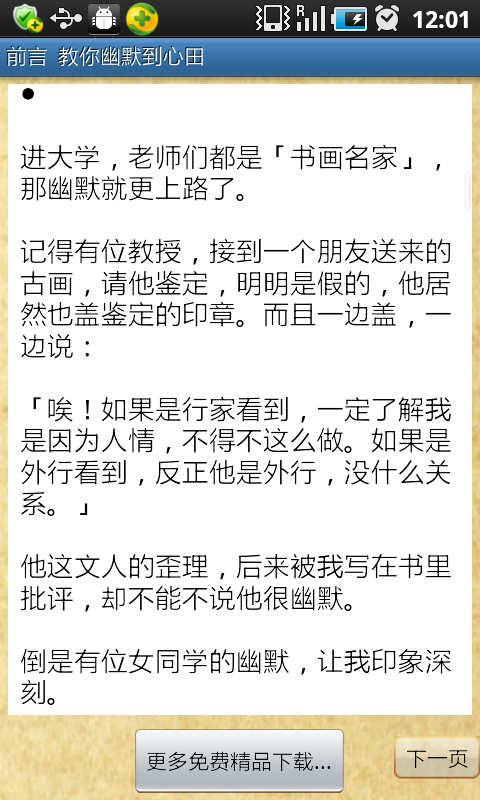 12:01
前言 教你幽默到心田
●
进大学，老师们都是「书画名家」，
那幽默就更上路了。
记得有位教授，接到一个朋友送来的
古画，请他鉴定，明明是假的，他居
然也盖鉴定的印章。而且一边盖，一
边说：
「唉！如果是行家看到，一定了解我
是因为人情，不得不这么做。如果是
外行看到，反正他是外行，没什么关
系。」
他这文人的歪理，后来被我写在书里
批评，却不能不说他很幽默。
倒是有位女同学的幽默，让我印象深
刻。
更多免费精品下载...
下一页